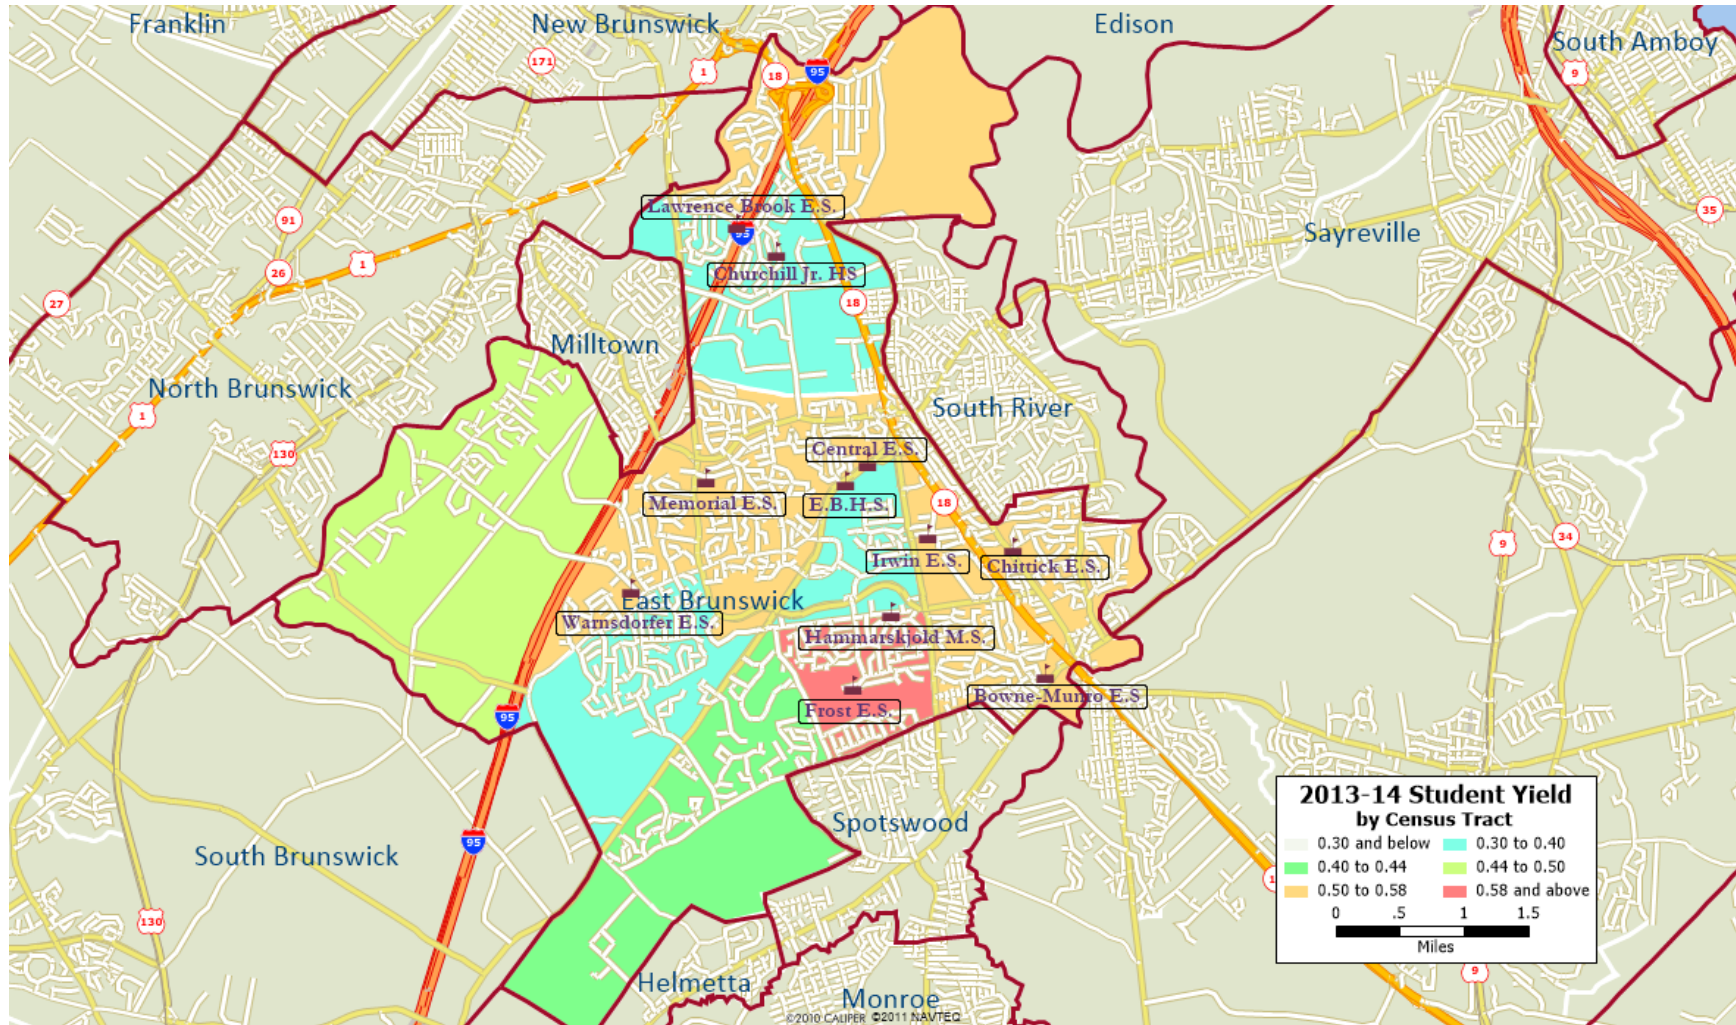 Franklin
New Brunswick
Edison
South Amboy
171
1
18
95
9
35
91
Lawrence Brook E.S.
95
Sayreville
26
1
Churchill Jr. HS
27
18
Milltown
North Brunswick
1
South River
130
Central E.S.
Memorial E.S.
E.B.H.S.
18
9
34
Irwin E.S.
Chittick E.S.
East Brunswick
Warnsdorfer E.S.
Hammarskjold M.S.
Bowne-Munro E.S
Frost E.S.
95
2013-14 Student Yield
by Census Tract
0.30 and below
0.30 to 0.40
0.40 to 0.44
0.44 to 0.50
0.50 to 0.58
0.58 and above
0 .5 1 1.5
Miles
Spotswood
95
South Brunswick
130
9
Helmetta
Monroe
©2010 CALIPER ©2011 NAVTEQ